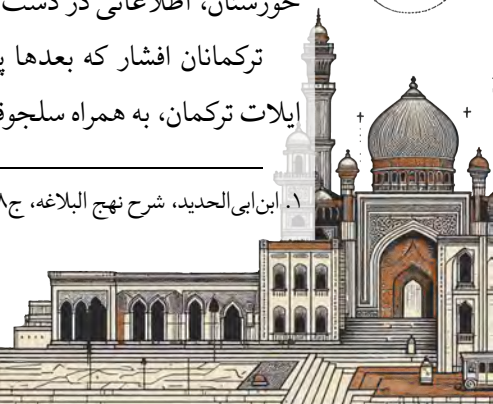 خوزستان، اطلاعاتی در دست
ترکمانان افشار که بعدها
ایلات ترکمان، به همراه سلجوق
۱. ابن‌ابی‌الحدید، شرح نهج البلاغه، ج۸